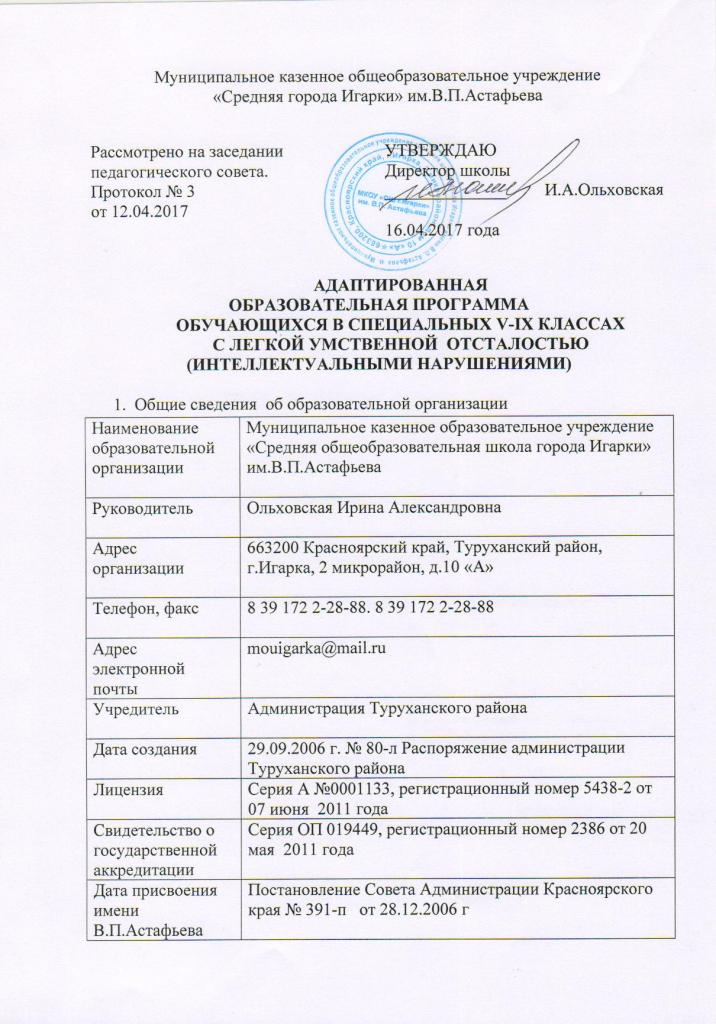 Муниципальное казенное общеобразовательное учреждение
«Средняя города Игарки» им.В.П.Астафьева
Рассмотрено на заседании
педагогического совета.
Протокол № 3
от 12.04.2017
УТВЕРЖДАЮ
Директор школы
И.А.Ольховская
16.04.2017 года
МКОУ «СОШ г.Игарки»
им. В.П. Астафьева
АДАПТИРОВАННАЯ
ОБРАЗОВАТЕЛЬНАЯ ПРОГРАММА
ОБУЧАЮЩИХСЯ В СПЕЦИАЛЬНЫХ V-IX КЛАССАХ
С ЛЕГКОЙ УМСТВЕННОЙ ОТСТАЛОСТЬЮ
(ИНТЕЛЛЕКТУАЛЬНЫМИ НАРУШЕНИЯМИ)
1. Общие сведения об образовательной организации
Наименование
образовательной
организации
Муниципальное казенное образовательное учреждение
«Средняя общеобразовательная школа города Игарки»
им.В.П.Астафьева
Руководитель
Ольховская Ирина Александровна
Адрес
организации
663200 Красноярский край, Туруханский район,
г.Игарка, 2 микрорайон, д.10 «А»
Телефон, факс
8 39 172 2-28-88. 8 39 172 2-28-88
Адрес
электронной
почты
mouigarka@mail.ru
Учредитель
Администрация Туруханского района
Дата создания
29.09.2006 г. № 80-л Распоряжение администрации
Туруханского района
Лицензия
Серия А №0001133, регистрационный номер 5438-2 от
07 июня 2011 года
Свидетельство о
государственной
аккредитации
Серия ОП 019449, регистрационный номер 2386 от 20
мая 2011 года
Дата присвоения
имени
В.П.Астафьева
Постановление Совета Администрации Красноярского
края № 391-п от 28.12.2006 г